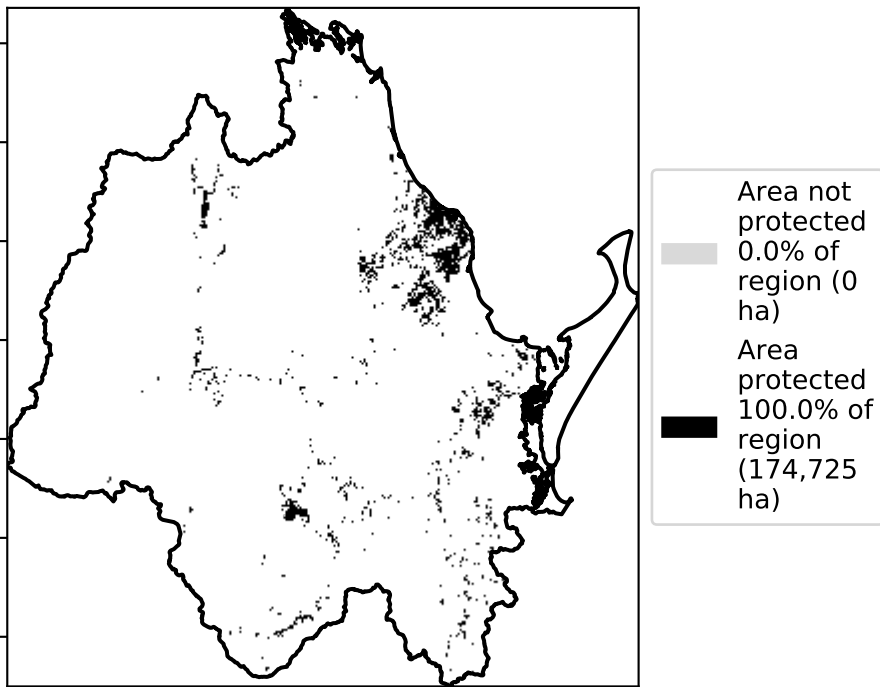 Area not
protected
0.0% of
region (0
ha)
Area
protected
100.0% of
region
(174,725
ha)